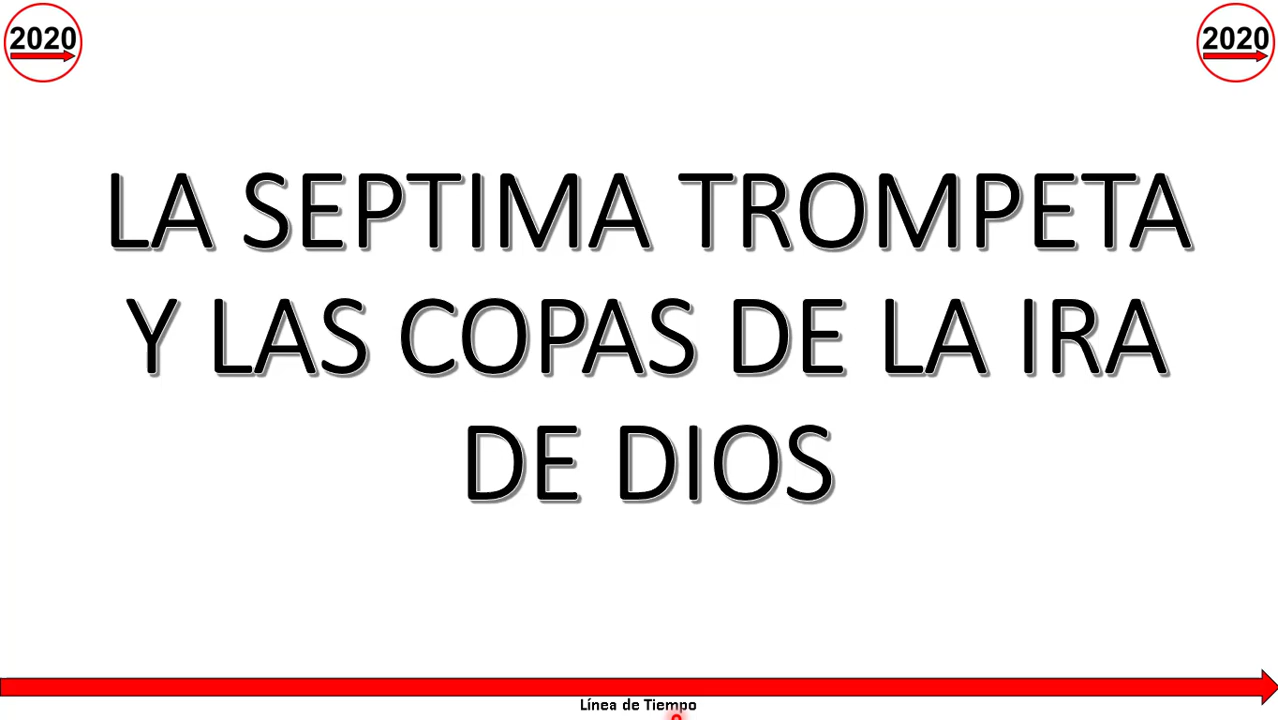 2020 2020
LA SEPTIMA TROMPETA
Y LAS COPAS DE LA IRA
DE DIOS
Línea de Tiempo